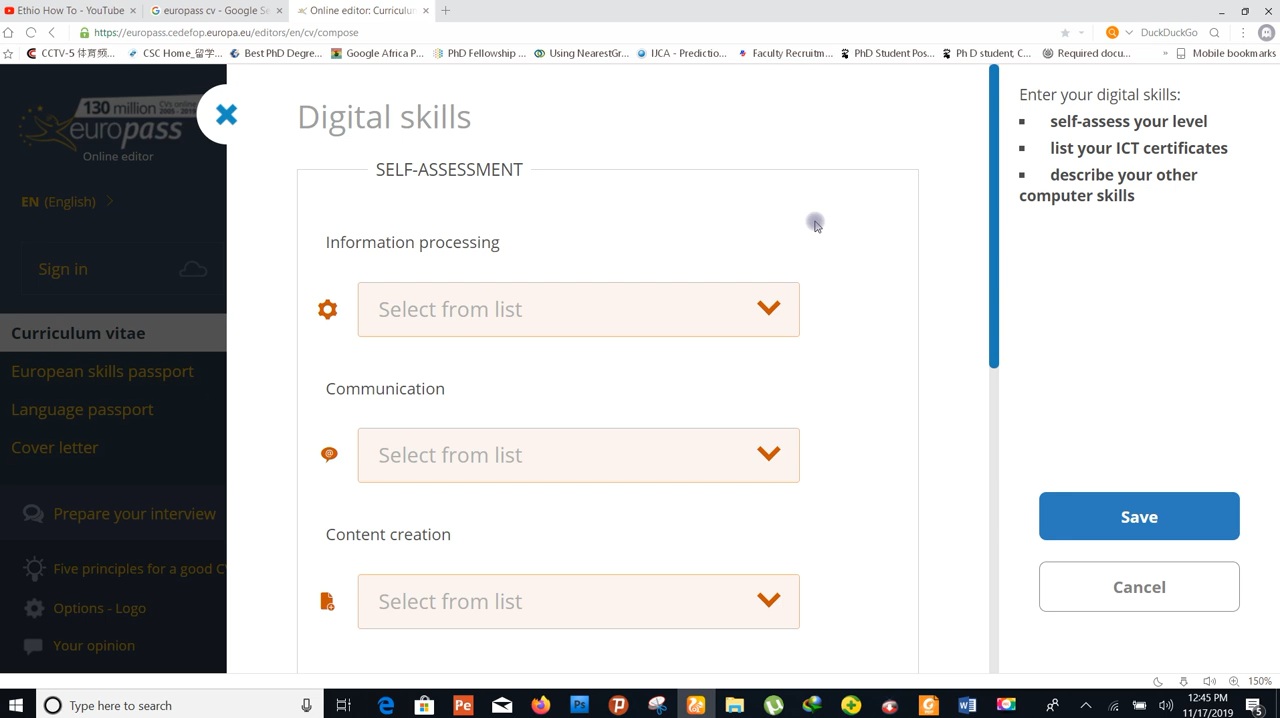 Ethio How To - YouTube
europass cv - Google Se
Online editor: Curriculum
https://europass.cedefop.europa.eu/editors/en/cv/compose
DuckDuckGo
CCTV-5 体育频...
CSC Home_留学...
Best PhD Degre...
Google Africa P...
PhD Fellowship ...
Using NearestGr...
IJCA - Predictio...
Faculty Recruitm...
PhD Student Pos...
Ph D student, C...
Required docu...
»
Mobile bookmarks
130 million
CVs online
2005 - 2019
europass
Online editor
EN (English)
Sign in
Curriculum vitae
European skills passport
Language passport
Cover letter
Prepare your interview
Five principles for a good C
Options - Logo
Your opinion
Digital skills
SELF-ASSESSMENT
Information processing
Select from list
Communication
Select from list
Content creation
Select from list
Enter your digital skills:
self-assess your level
list your ICT certificates
describe your other
computer skills
Save
Cancel
150%
Type here to search
12:45 PM
11/17/2019
5